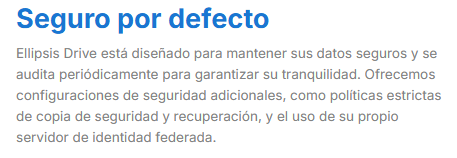 Seguro por defecto
Ellipsis Drive está diseñado para mantener sus datos seguros y se
audita periódicamente para garantizar su tranquilidad. Ofrecemos
configuraciones de seguridad adicionales, como políticas estrictas
de copia de seguridad y recuperación, y el uso de su propio
servidor de identidad federada.